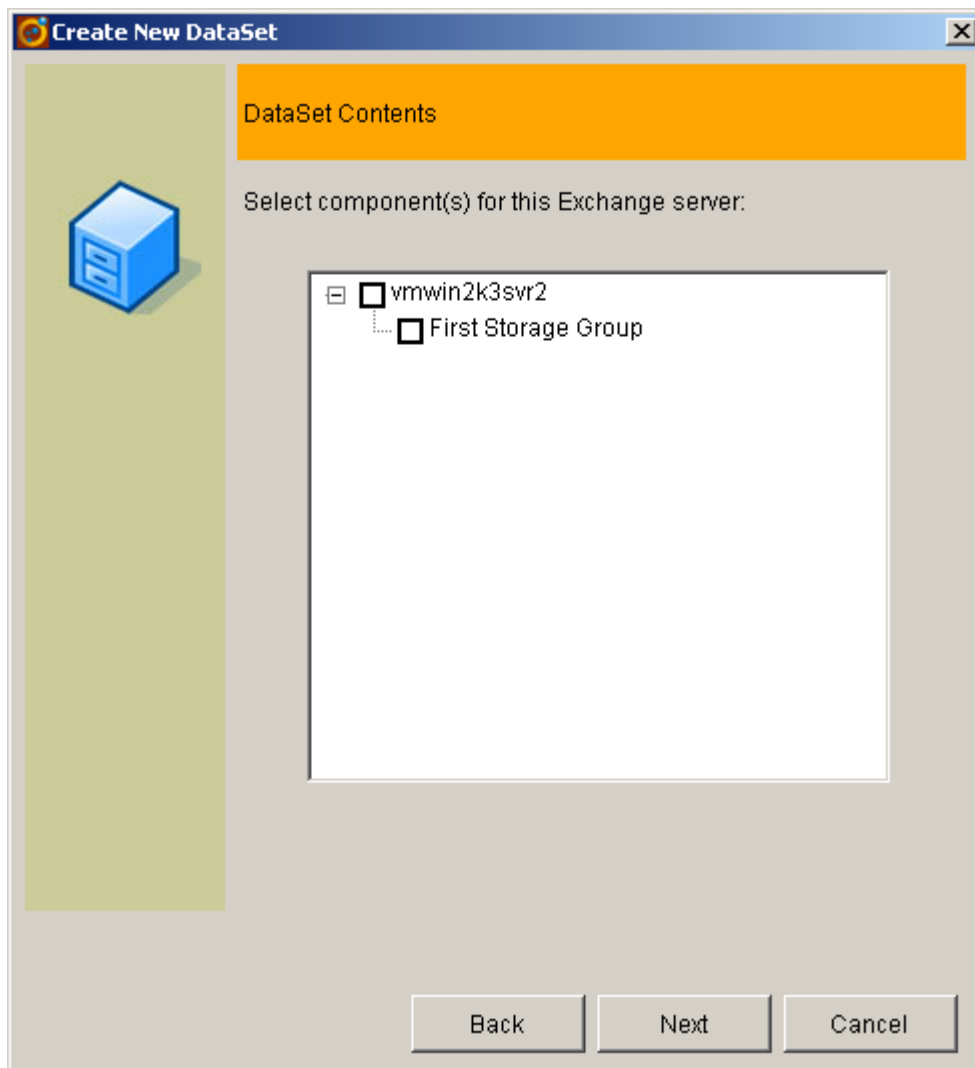 Create New DataSet
DataSet Contents
Select component(s) for this Exchange server:
vmwin2k3svr2
First Storage Group
Back
Next
Cancel